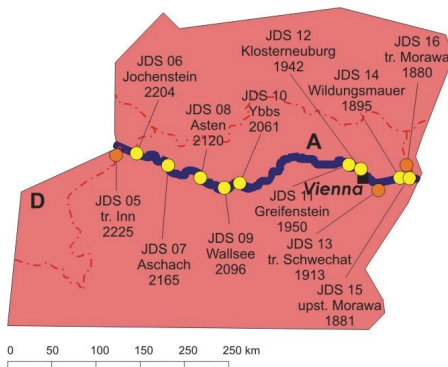 JDS 12
Klosterneuburg
1942
JDS 16
tr. Morawa
1880
JDS 06
Jochenstein
2204
JDS 14
Wildungsmauer
1895
JDS 10
Ybbs
2061
JDS 08
Asten
2120
A
D
Vienna
JDS 05
tr. Inn
2225
JDS 07
Aschach
2165
JDS 09
Wallsee
2096
JDS 11
Greifenstein
1950
JDS 13
tr. Schwechat
1913
JDS 15
upst. Morawa
1881
0 50 100 150 200 250 km